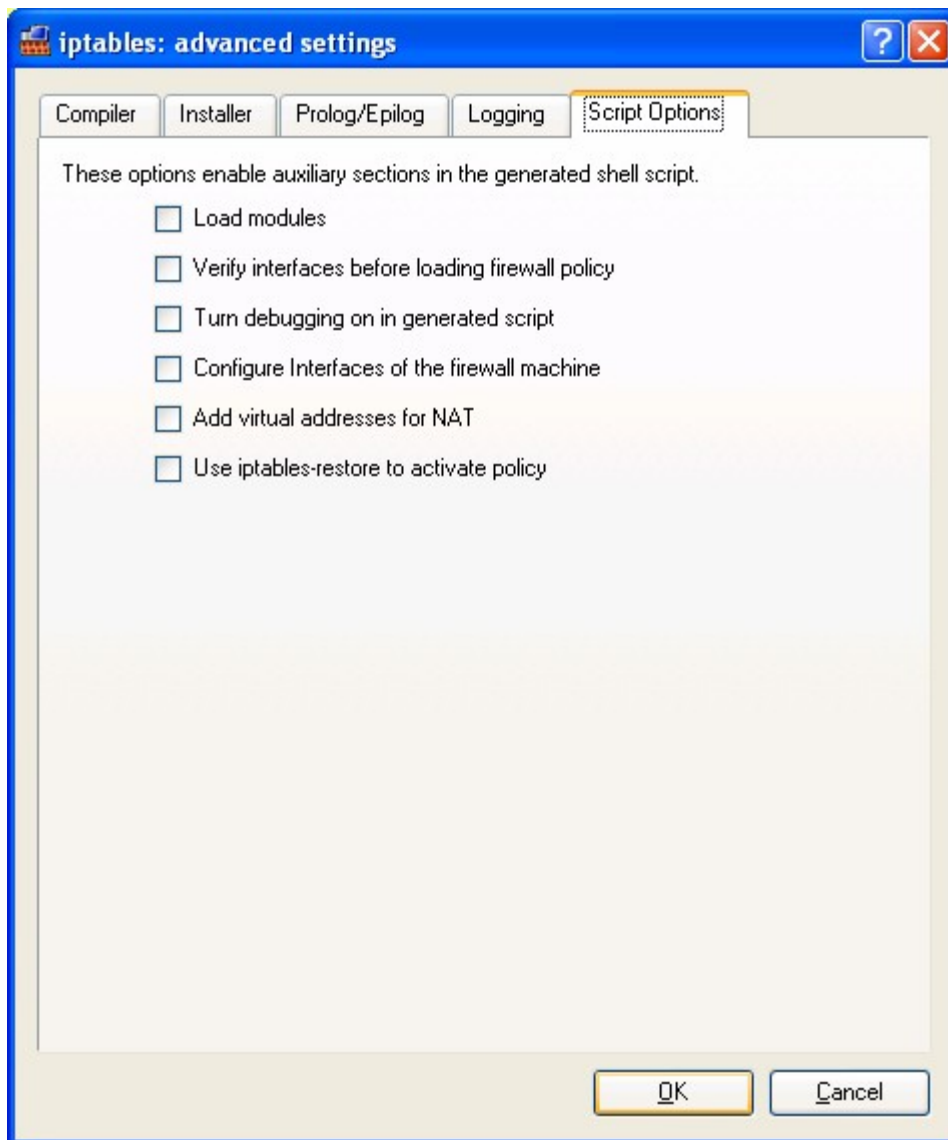 iptables: advanced settings
Compiler Installer Prolog/Epilog Logging Script Options
These options enable auxiliary sections in the generated shell script.
Load modules
Verify interfaces before loading firewall policy
Turn debugging on in generated script
Configure Interfaces of the firewall machine
Add virtual addresses for NAT
Use iptables-restore to activate policy
OK Cancel